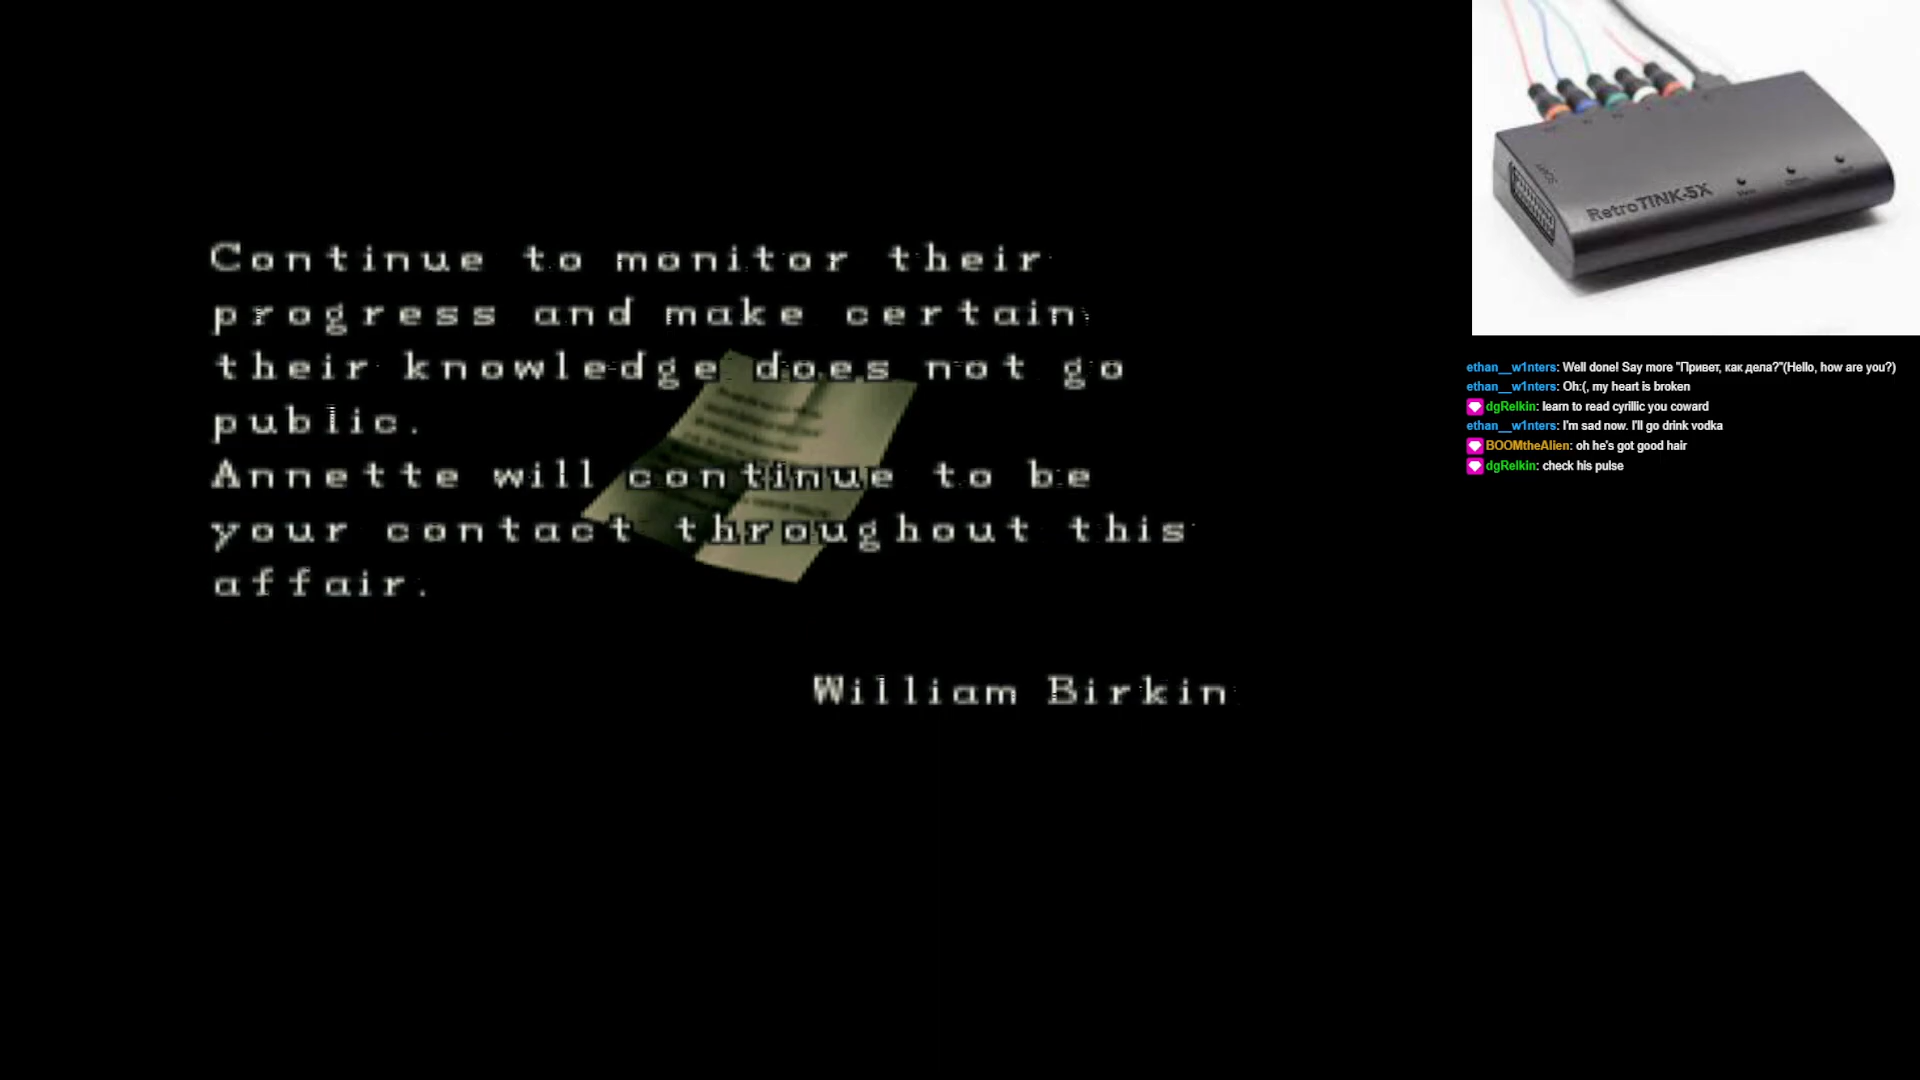 Continue to monitor their
progress and make certain
their knowledge does not go
public.
Annette will continue to be
your contact throughout this
affair.
William Birkin
RetroTINK-5X
ethan__w1nters: Well done! Say more "Привет, как дела?"(Hello, how are you?)
ethan__w1nters: Oh:(, my heart is broken
dgRelkin: learn to read cyrillic you coward
ethan__w1nters: I'm sad now. I'll go drink vodka
BOOMtheAlien: oh he's got good hair
dgRelkin: check his pulse